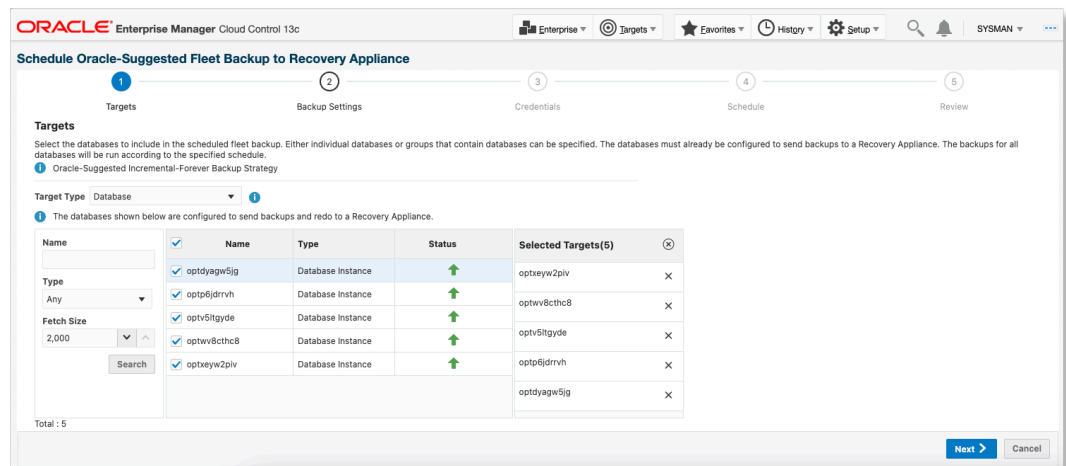 ORACLE Enterprise Manager Cloud Control 13c
Enterprise Targets Favorites History Setup SYSMAN
Schedule Oracle-Suggested Fleet Backup to Recovery Appliance
1 2 3 4 5
Targets Backup Settings Credentials Schedule Review
Targets
Select the databases to include in the scheduled fleet backup. Either individual databases or groups that contain databases can be specified. The databases must already be configured to send backups to a Recovery Appliance. The backups for all
databases will be run according to the specified schedule.
Oracle-Suggested Incremental-Forever Backup Strategy
Target Type Database
The databases shown below are configured to send backups and redo to a Recovery Appliance.
Name
Type
Any
Fetch Size
2,000
Search
Name Type Status
optdyagw5jg Database Instance
optp6jdrrvh Database Instance
optv5ltgyde Database Instance
optwv8cthc8 Database Instance
optxeyw2piv Database Instance
Selected Targets(5)
optxeyw2piv
optwv8cthc8
optv5ltgyde
optp6jdrrvh
optdyagw5jg
Total : 5
Next Cancel